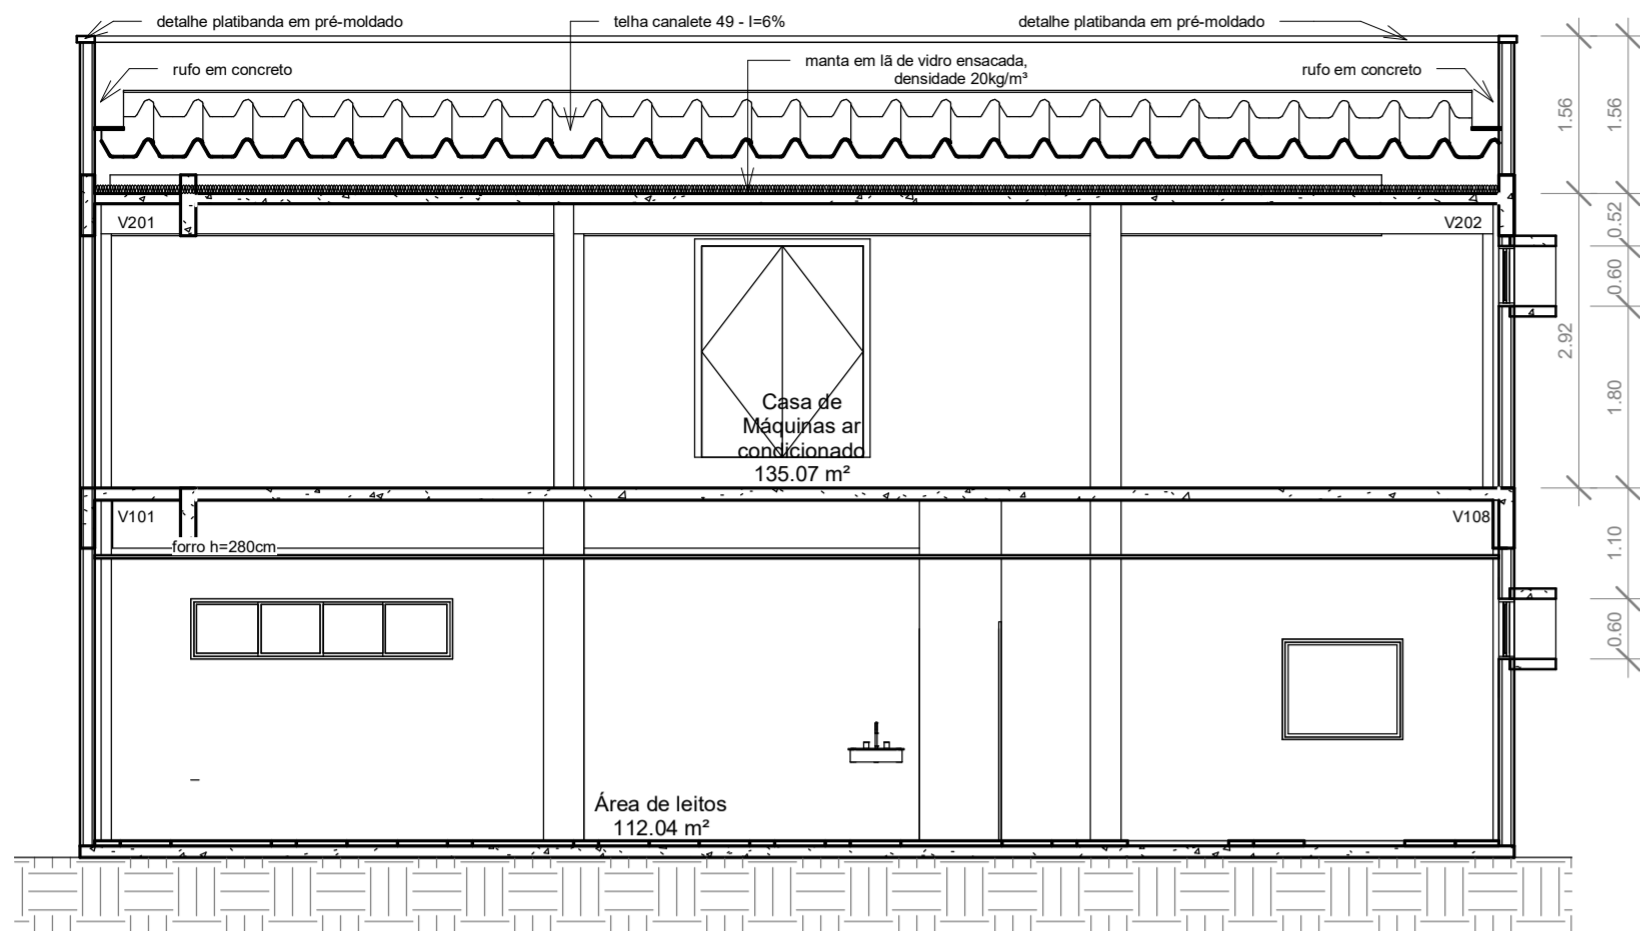 detalhe platibanda em pré-moldado
telha canalete 49 - I=6%
detalhe platibanda em pré-moldado
rufo em concreto
manta em lã de vidro ensacada,
densidade 20kg/m³
rufo em concreto
1.56
1.56
V201
V202
0.52
0.60
2.92
1.80
Casa de
Máquinas ar
condicionado
135.07 m²
V101
V108
forro h=280cm
1.10
0.60
Área de leitos
112.04 m²